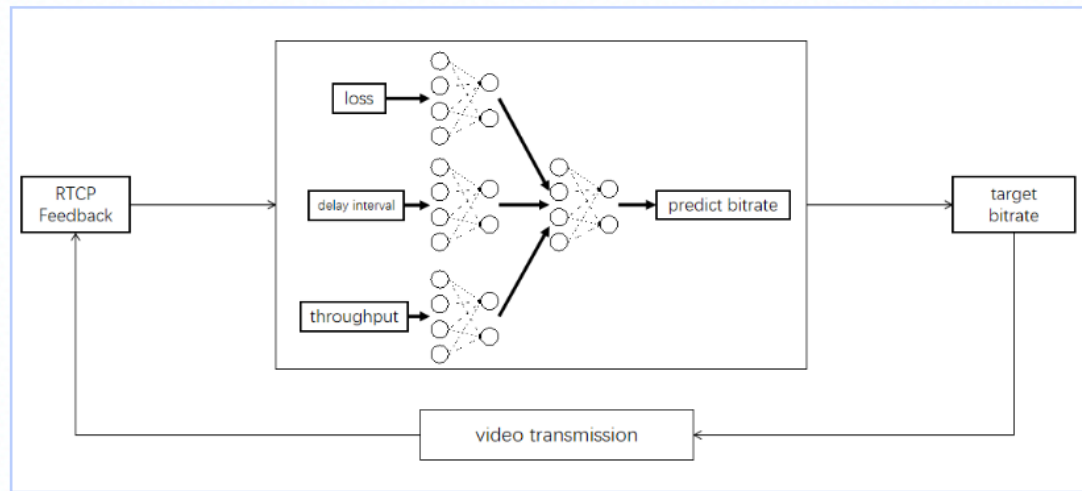 loss
RTCP
Feedback
delay interval
predict bitrate
target
bitrate
throughput
video transmission